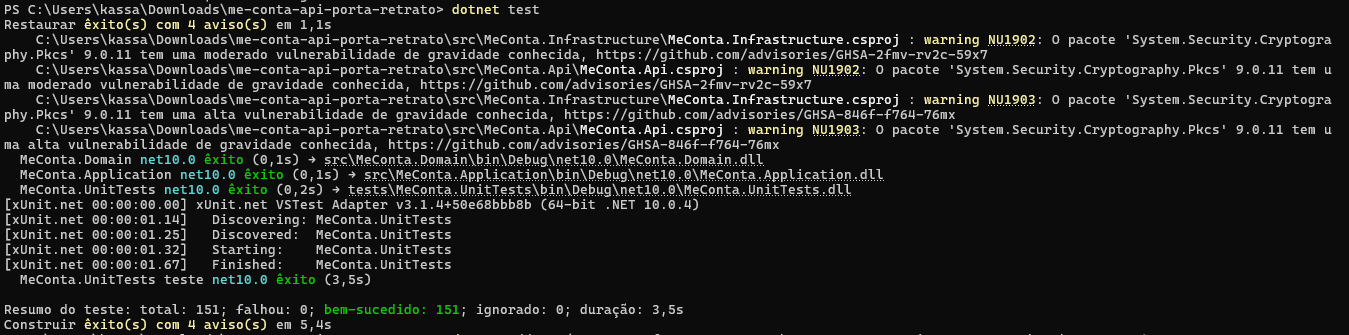 PS C:\Users\kassa\Downloads\me-conta-api-porta-retrato> dotnet test
Restaurar êxito(s) com 4 aviso(s) em 1,1s
    C:\Users\kassa\Downloads\me-conta-api-porta-retrato\src\MeConta.Infrastructure\MeConta.Infrastructure.csproj : warning NU1902: O pacote 'System.Security.Cryptogra
phy.Pkcs' 9.0.11 tem uma moderado vulnerabilidade de gravidade conhecida, https://github.com/advisories/GHSA-2fmv-rv2c-59x7
    C:\Users\kassa\Downloads\me-conta-api-porta-retrato\src\MeConta.Api\MeConta.Api.csproj : warning NU1902: O pacote 'System.Security.Cryptography.Pkcs' 9.0.11 tem u
ma moderado vulnerabilidade de gravidade conhecida, https://github.com/advisories/GHSA-2fmv-rv2c-59x7
    C:\Users\kassa\Downloads\me-conta-api-porta-retrato\src\MeConta.Infrastructure\MeConta.Infrastructure.csproj : warning NU1903: O pacote 'System.Security.Cryptogra
phy.Pkcs' 9.0.11 tem uma alta vulnerabilidade de gravidade conhecida, https://github.com/advisories/GHSA-846f-f764-76mx
    C:\Users\kassa\Downloads\me-conta-api-porta-retrato\src\MeConta.Api\MeConta.Api.csproj : warning NU1903: O pacote 'System.Security.Cryptography.Pkcs' 9.0.11 tem u
ma alta vulnerabilidade de gravidade conhecida, https://github.com/advisories/GHSA-846f-f764-76mx
  MeConta.Domain net10.0 êxito (0,1s) → src\MeConta.Domain\bin\Debug\net10.0\MeConta.Domain.dll
  MeConta.Application net10.0 êxito (0,1s) → src\MeConta.Application\bin\Debug\net10.0\MeConta.Application.dll
  MeConta.UnitTests net10.0 êxito (0,2s) → tests\MeConta.UnitTests\bin\Debug\net10.0\MeConta.UnitTests.dll
[xUnit.net 00:00:00.00] xUnit.net VSTest Adapter v3.1.4+50e68bbb8b (64-bit .NET 10.0.4)
[xUnit.net 00:00:01.14]   Discovering: MeConta.UnitTests
[xUnit.net 00:00:01.25]   Discovered:  MeConta.UnitTests
[xUnit.net 00:00:01.32]   Starting:    MeConta.UnitTests
[xUnit.net 00:00:01.67]   Finished:    MeConta.UnitTests
  MeConta.UnitTests teste net10.0 êxito (3,5s)
Resumo do teste: total: 151; falhou: 0; bem-sucedido: 151; ignorado: 0; duração: 3,5s
Construir êxito(s) com 4 aviso(s) em 5,4s